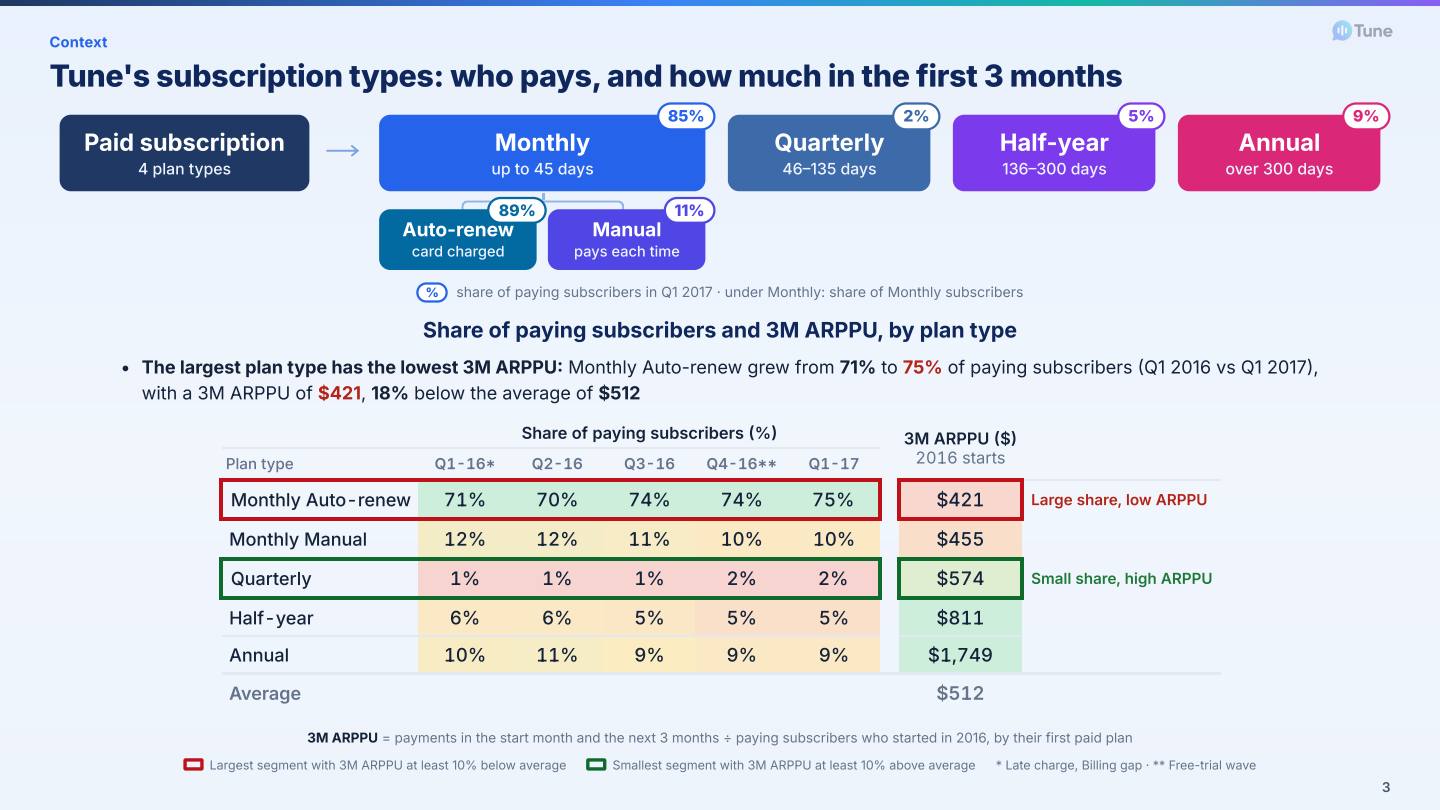 Tune
Context
Tune's subscription types: who pays, and how much in the first 3 months
Paid subscription
4 plan types
85%
Monthly
up to 45 days
2%
Quarterly
46–135 days
5%
Half-year
136–300 days
9%
Annual
over 300 days
89%
Auto-renew
card charged
11%
Manual
pays each time
% share of paying subscribers in Q1 2017 · under Monthly: share of Monthly subscribers
Share of paying subscribers and 3M ARPPU, by plan type
• The largest plan type has the lowest 3M ARPPU: Monthly Auto-renew grew from 71% to 75% of paying subscribers (Q1 2016 vs Q1 2017),
with a 3M ARPPU of $421, 18% below the average of $512
Share of paying subscribers (%)
3M ARPPU ($)
2016 starts
Plan type Q1-16* Q2-16 Q3-16 Q4-16** Q1-17
Monthly Auto-renew 71% 70% 74% 74% 75% $421 Large share, low ARPPU
Monthly Manual 12% 12% 11% 10% 10% $455
Quarterly 1% 1% 1% 2% 2% $574 Small share, high ARPPU
Half-year 6% 6% 5% 5% 5% $811
Annual 10% 11% 9% 9% 9% $1,749
Average $512
3M ARPPU = payments in the start month and the next 3 months ÷ paying subscribers who started in 2016, by their first paid plan
Largest segment with 3M ARPPU at least 10% below average Smallest segment with 3M ARPPU at least 10% above average * Late charge, Billing gap · ** Free-trial wave
3